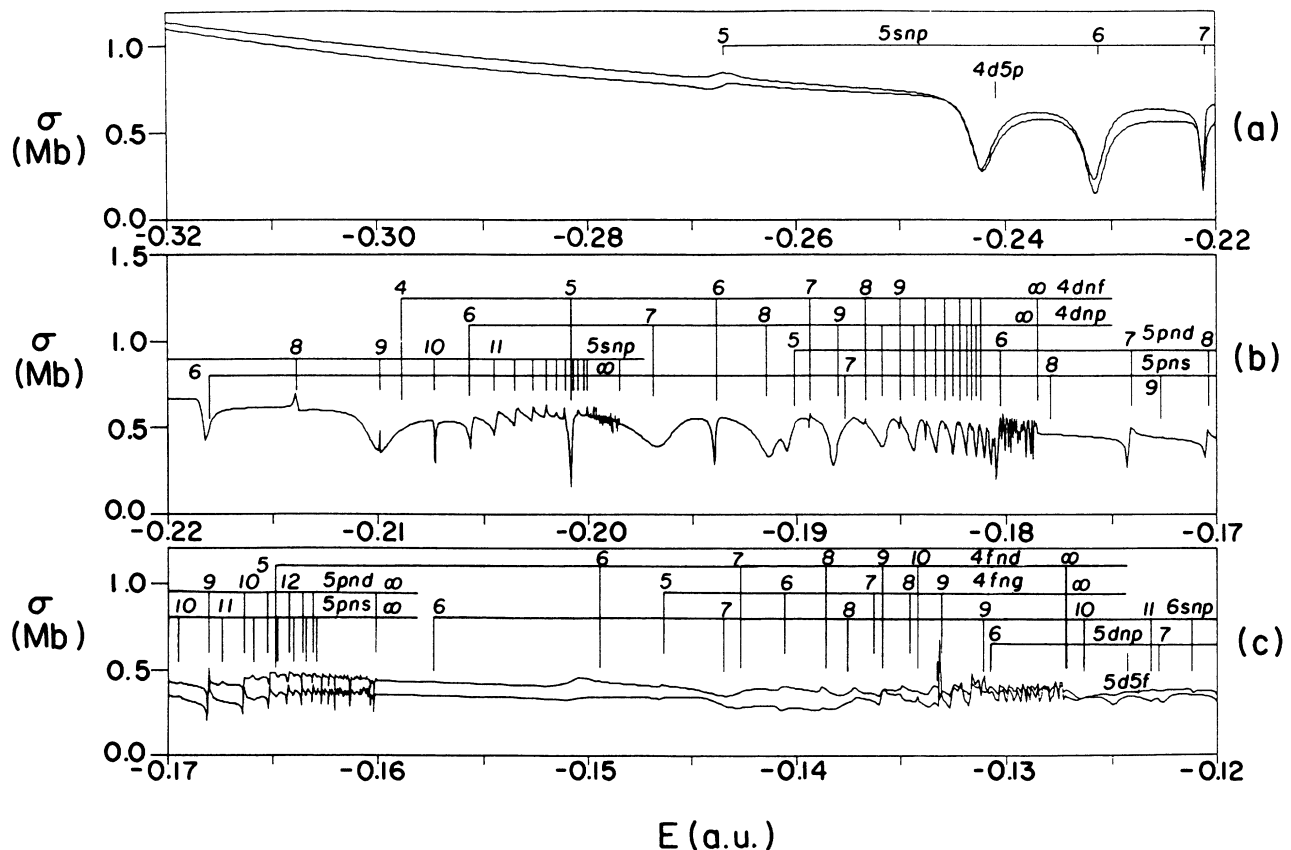 5 5snp 6 7
1.0
4d5p
σ
0.5
(Mb)
(a)
0.0
-0.32 -0.30 -0.28 -0.26 -0.24 -0.22
1.5
4 5 6 7 8 9 ∞ 4dnf
6 7 8 9 ∞ 4dnp
σ
1.0
8 9 10 11 5snp 5 6 7 5pnd 8
(Mb)
6 ∞ 7 8 5pns
9
(b)
0.5
0.0
-0.22 -0.21 -0.20 -0.19 -0.18 -0.17
5 6 7 8 9 10 4fnd ∞
1.0
9 10 12 5pnd ∞ 5 6 7 8 9 4fng ∞
σ
10 11 5pns ∞ 6 7 8 9 10 11 6snp
(Mb)
6 5dnp 7
(c)
0.5
5d5f
0.0
-0.17 -0.16 -0.15 -0.14 -0.13 -0.12
E (a.u.)